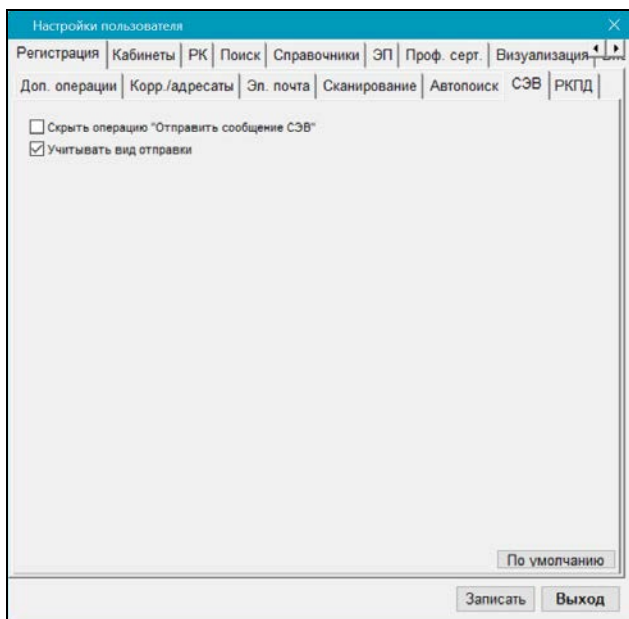 Настройки пользователя
Регистрация Кабинеты РК Поиск Справочники ЭП Проф. серт. Визуализация
Доп. операции Корр./адресаты Эл. почта Сканирование Автопоиск СЭВ РКПД
Скрыть операцию "Отправить сообщение СЭВ"
Учитывать вид отправки
По умолчанию
Записать Выход